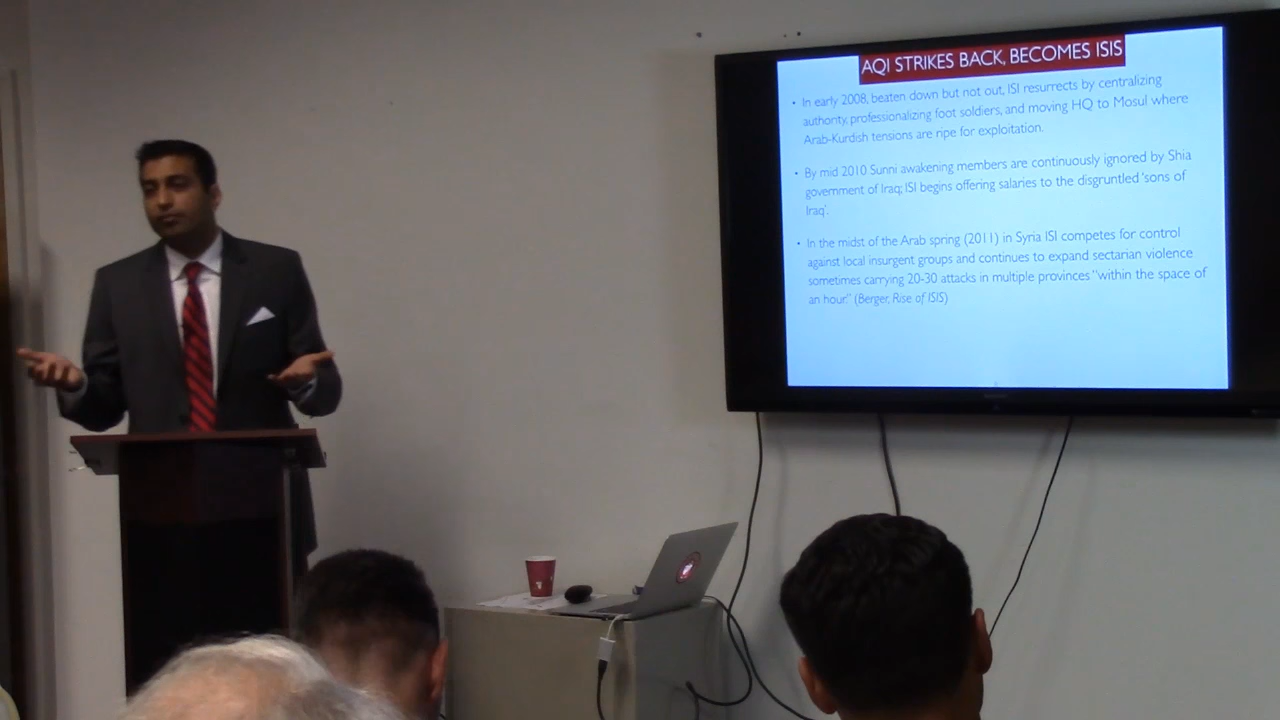 AQI STRIKES BACK, BECOMES ISIS
• In early 2008, beaten down but not out, ISI resurrects by centralizing
authority, professionalizing foot soldiers, and moving HQ to Mosul where
Arab-Kurdish tensions are ripe for exploitation.
• By mid 2010 Sunni awakening members are continuously ignored by Shia
government of Iraq; ISI begins offering salaries to the disgruntled 'sons of
Iraq'.
• In the midst of the Arab spring (2011) in Syria ISI competes for control
against local insurgent groups and continues to expand sectarian violence
sometimes carrying 20-30 attacks in multiple provinces "within the space of
an hour." (Berger, Rise of ISIS)